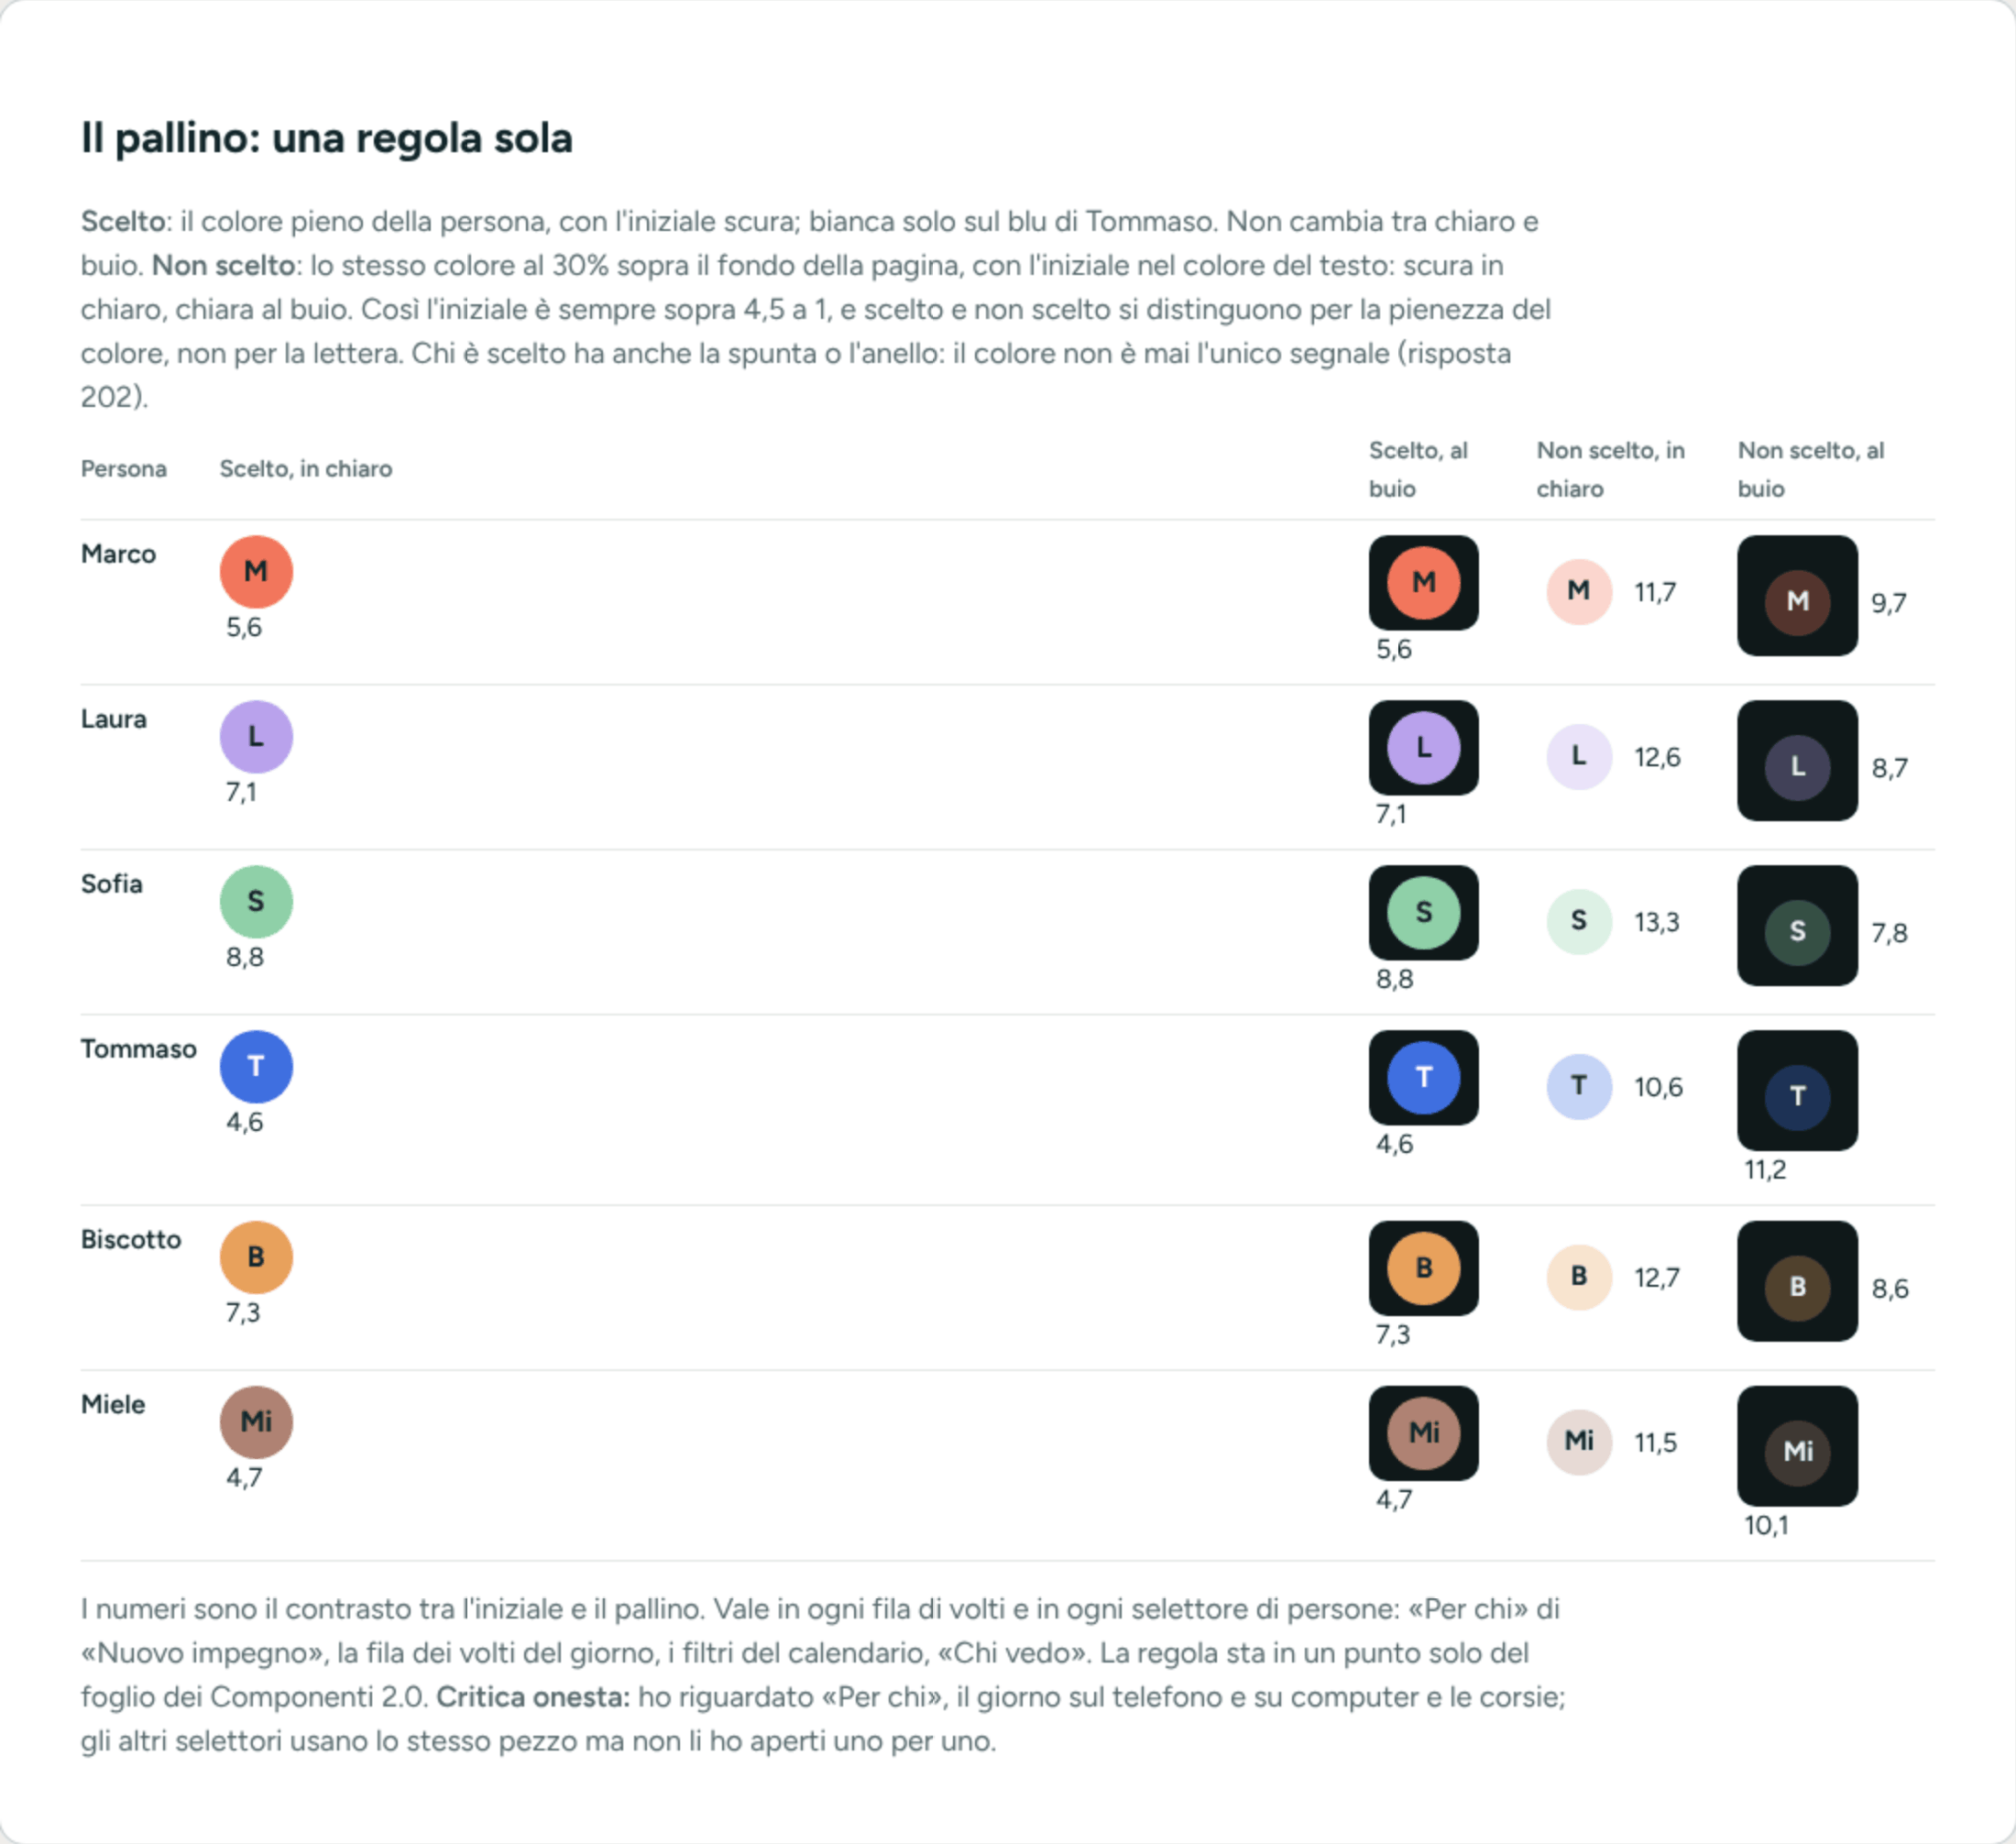 Il pallino: una regola sola
Scelto: il colore pieno della persona, con l'iniziale scura; bianca solo sul blu di Tommaso. Non cambia tra chiaro e
buio. Non scelto: lo stesso colore al 30% sopra il fondo della pagina, con l'iniziale nel colore del testo: scura in
chiaro, chiara al buio. Così l'iniziale è sempre sopra 4,5 a 1, e scelto e non scelto si distinguono per la pienezza del
colore, non per la lettera. Chi è scelto ha anche la spunta o l'anello: il colore non è mai l'unico segnale (risposta
202).
Persona Scelto, in chiaro Scelto, al buio Non scelto, in chiaro Non scelto, al buio
Marco M 5,6 M 5,6 M 11,7 M 9,7
Laura L 7,1 L 7,1 L 12,6 L 8,7
Sofia S 8,8 S 8,8 S 13,3 S 7,8
Tommaso T 4,6 T 4,6 T 10,6 T 11,2
Biscotto B 7,3 B 7,3 B 12,7 B 8,6
Miele Mi 4,7 Mi 4,7 Mi 11,5 Mi 10,1
I numeri sono il contrasto tra l'iniziale e il pallino. Vale in ogni fila di volti e in ogni selettore di persone: «Per chi» di
«Nuovo impegno», la fila dei volti del giorno, i filtri del calendario, «Chi vedo». La regola sta in un punto solo del
foglio dei Componenti 2.0. Critica onesta: ho riguardato «Per chi», il giorno sul telefono e su computer e le corsie;
gli altri selettori usano lo stesso pezzo ma non li ho aperti uno per uno.